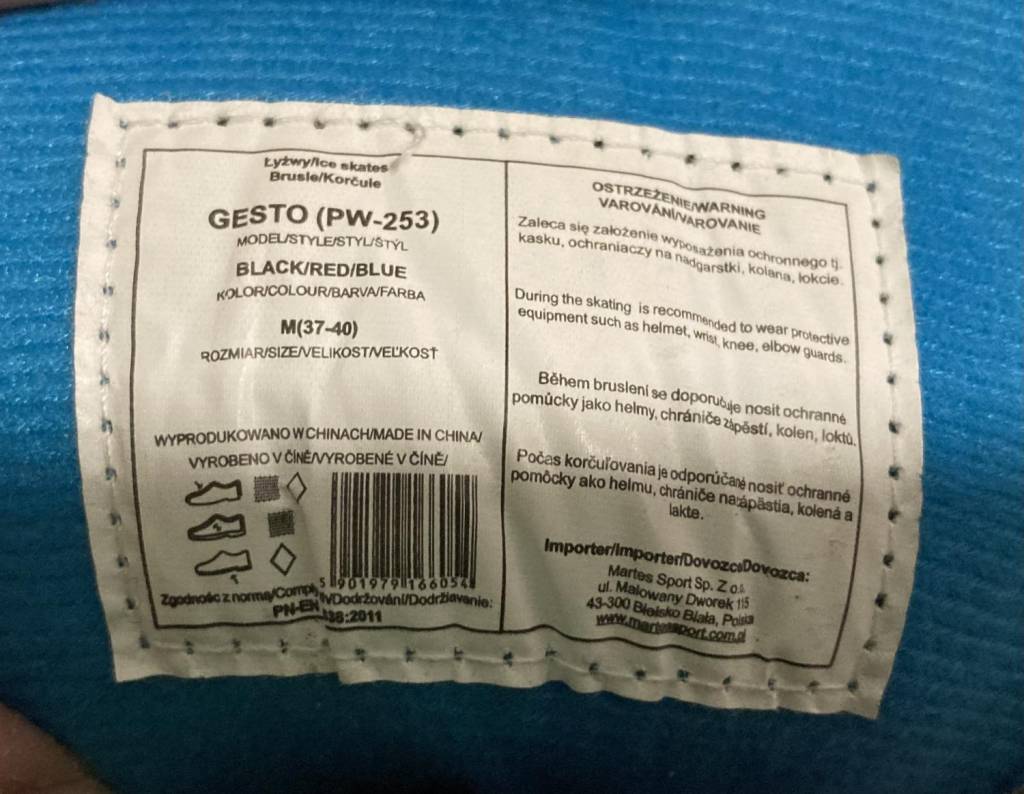 Łyżwy/Ice skates
Brusle/Korčule
GESTO (PW-253)
MODEL/STYLE/STYL/ŠTÝL
BLACK/RED/BLUE
KOLOR/COLOUR/BARVA/FARBA
M(37-40)
ROZMIAR/SIZE/VELIKOST/VEĽKOSŤ
WYPRODUKOWANO W CHINACH/MADE IN CHINA/
VYROBENO V ČÍNĚ/VYROBENÉ V ČÍNĚ/
5 901979 166054
Zgodność z normą/ /Dodržování/Dodržiavanie:
PN-EN :2011
OSTRZEŻENIE/WARNING
VAROVÁNÍ/VAROVANIE
Zaleca się założenie wyposażenia ochronnego tj.
kasku, ochraniaczy na nadgarstki, kolana, łokcie.
During the skating is recommended to wear protective
equipment such as helmet, wrist, knee, elbow guards.
Během bruslení se doporučuje nosit ochranné
pomůcky jako helmy, chrániče zápěstí, kolen, loktů.
Počas korčuľovania je odporúčané nosiť ochranné
pomôcky ako helmu, chrániče na zápästia, kolená a
lakte.
Importer/Importer/Dovozce/Dovozca:
Martes Sport Sp. Z o.o.
ul. Malowany Dworek 115
43-300 Bielsko Biała, Polska
www.martessport.com.pl